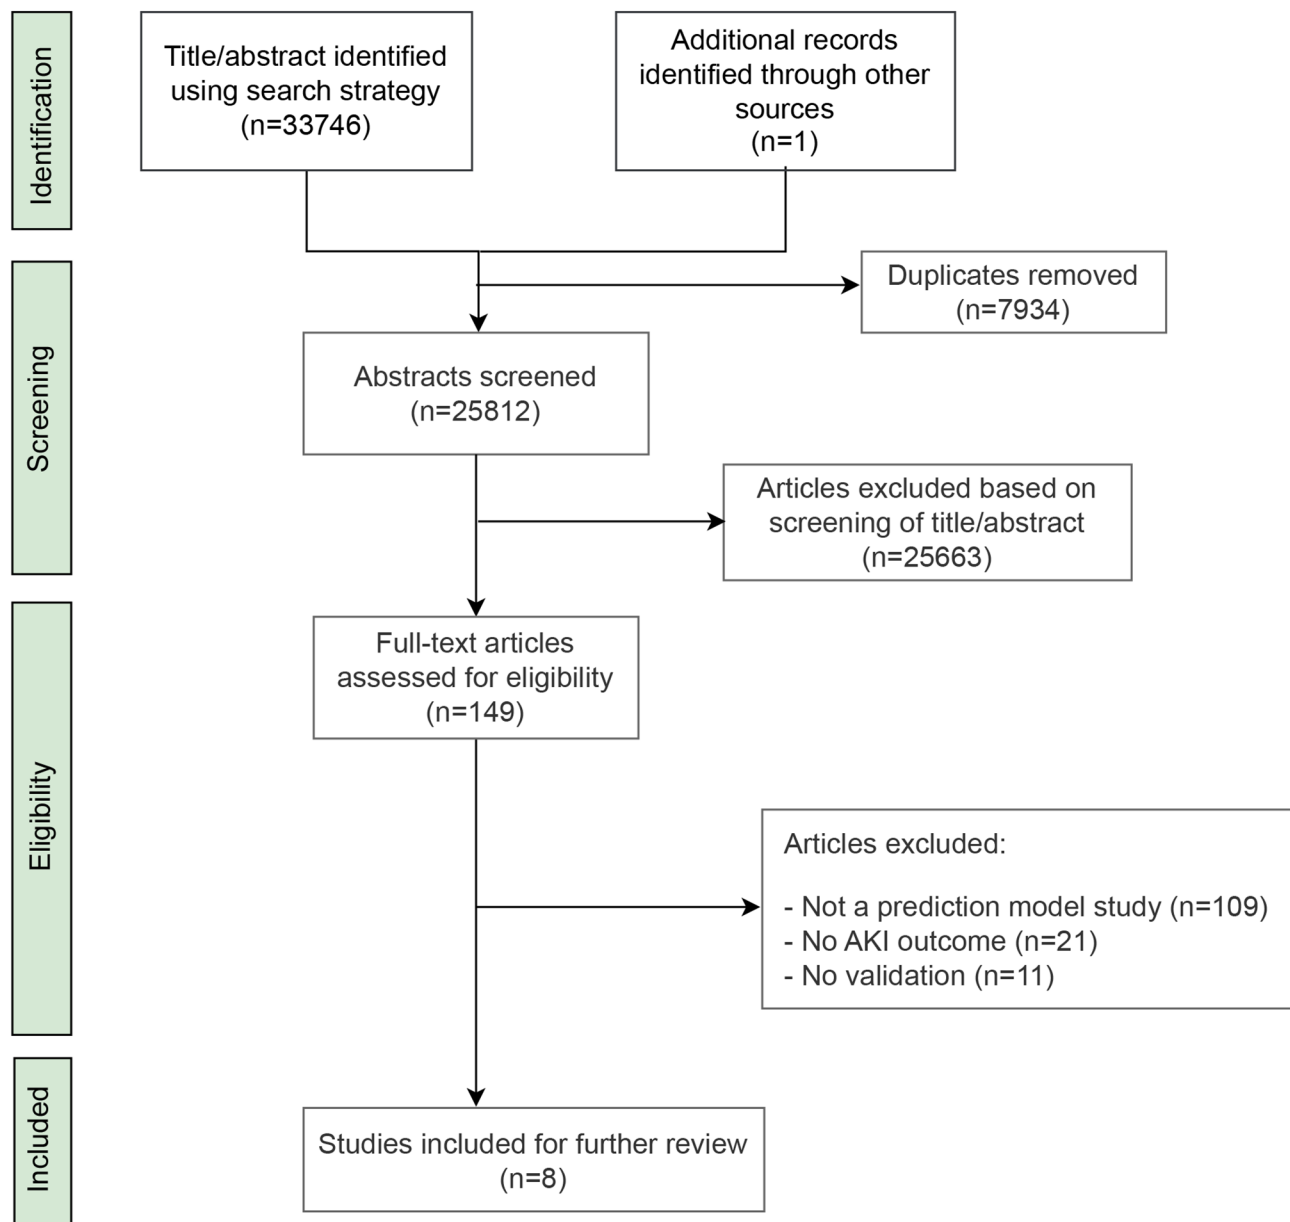 Identification
Title/abstract identified
using search strategy
(n=33746)
Additional records
identified through other
sources
(n=1)
Screening
Duplicates removed
(n=7934)
Abstracts screened
(n=25812)
Articles excluded based on
screening of title/abstract
(n=25663)
Eligibility
Full-text articles
assessed for eligibility
(n=149)
Articles excluded:
- Not a prediction model study (n=109)
- No AKI outcome (n=21)
- No validation (n=11)
Included
Studies included for further review
(n=8)